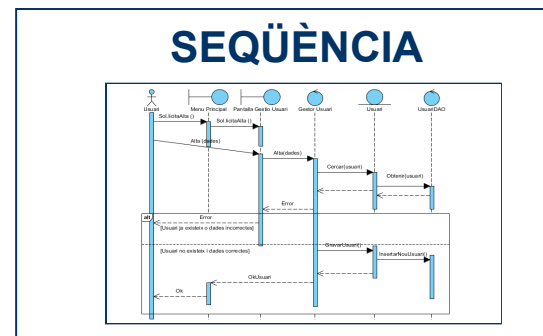 SEQÜÈNCIA
Usuari Menu Principal Pantalla Gestio Usuari Gestor Usuari Usuari UsuariDAO
Sol.licitaAlta ()
Sol.licitaAlta ()
Alta (dades)
Alta(dades)
Cercar(usuari)
Obtenir(usuari)
Error
alt
Error
[Usuari ja existeix o dades incorrectes]
[Usuari no existeix i dades correctes]
GravarUsuari()
InsertarNouUsuari()
OkUsuari
Ok